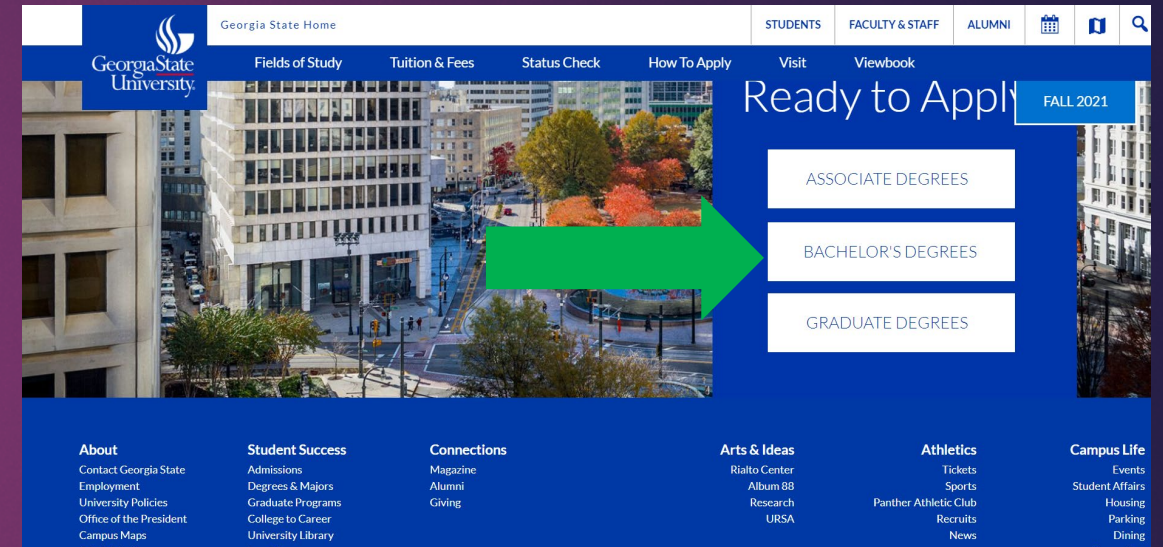 Georgia State Home
STUDENTS
FACULTY & STAFF
ALUMNI
GeorgiaState
University
Fields of Study
Tuition & Fees
Status Check
How To Apply
Visit
Viewbook
Ready to Apply
FALL 2021
ASSOCIATE DEGREES
BACHELOR'S DEGREES
GRADUATE DEGREES
About
Contact Georgia State
Employment
University Policies
Office of the President
Campus Maps
Student Success
Admissions
Degrees & Majors
Graduate Programs
College to Career
University Library
Connections
Magazine
Alumni
Giving
Arts & Ideas
Rialto Center
Album 88
Research
URSA
Athletics
Tickets
Sports
Panther Athletic Club
Recruits
News
Campus Life
Events
Student Affairs
Housing
Parking
Dining